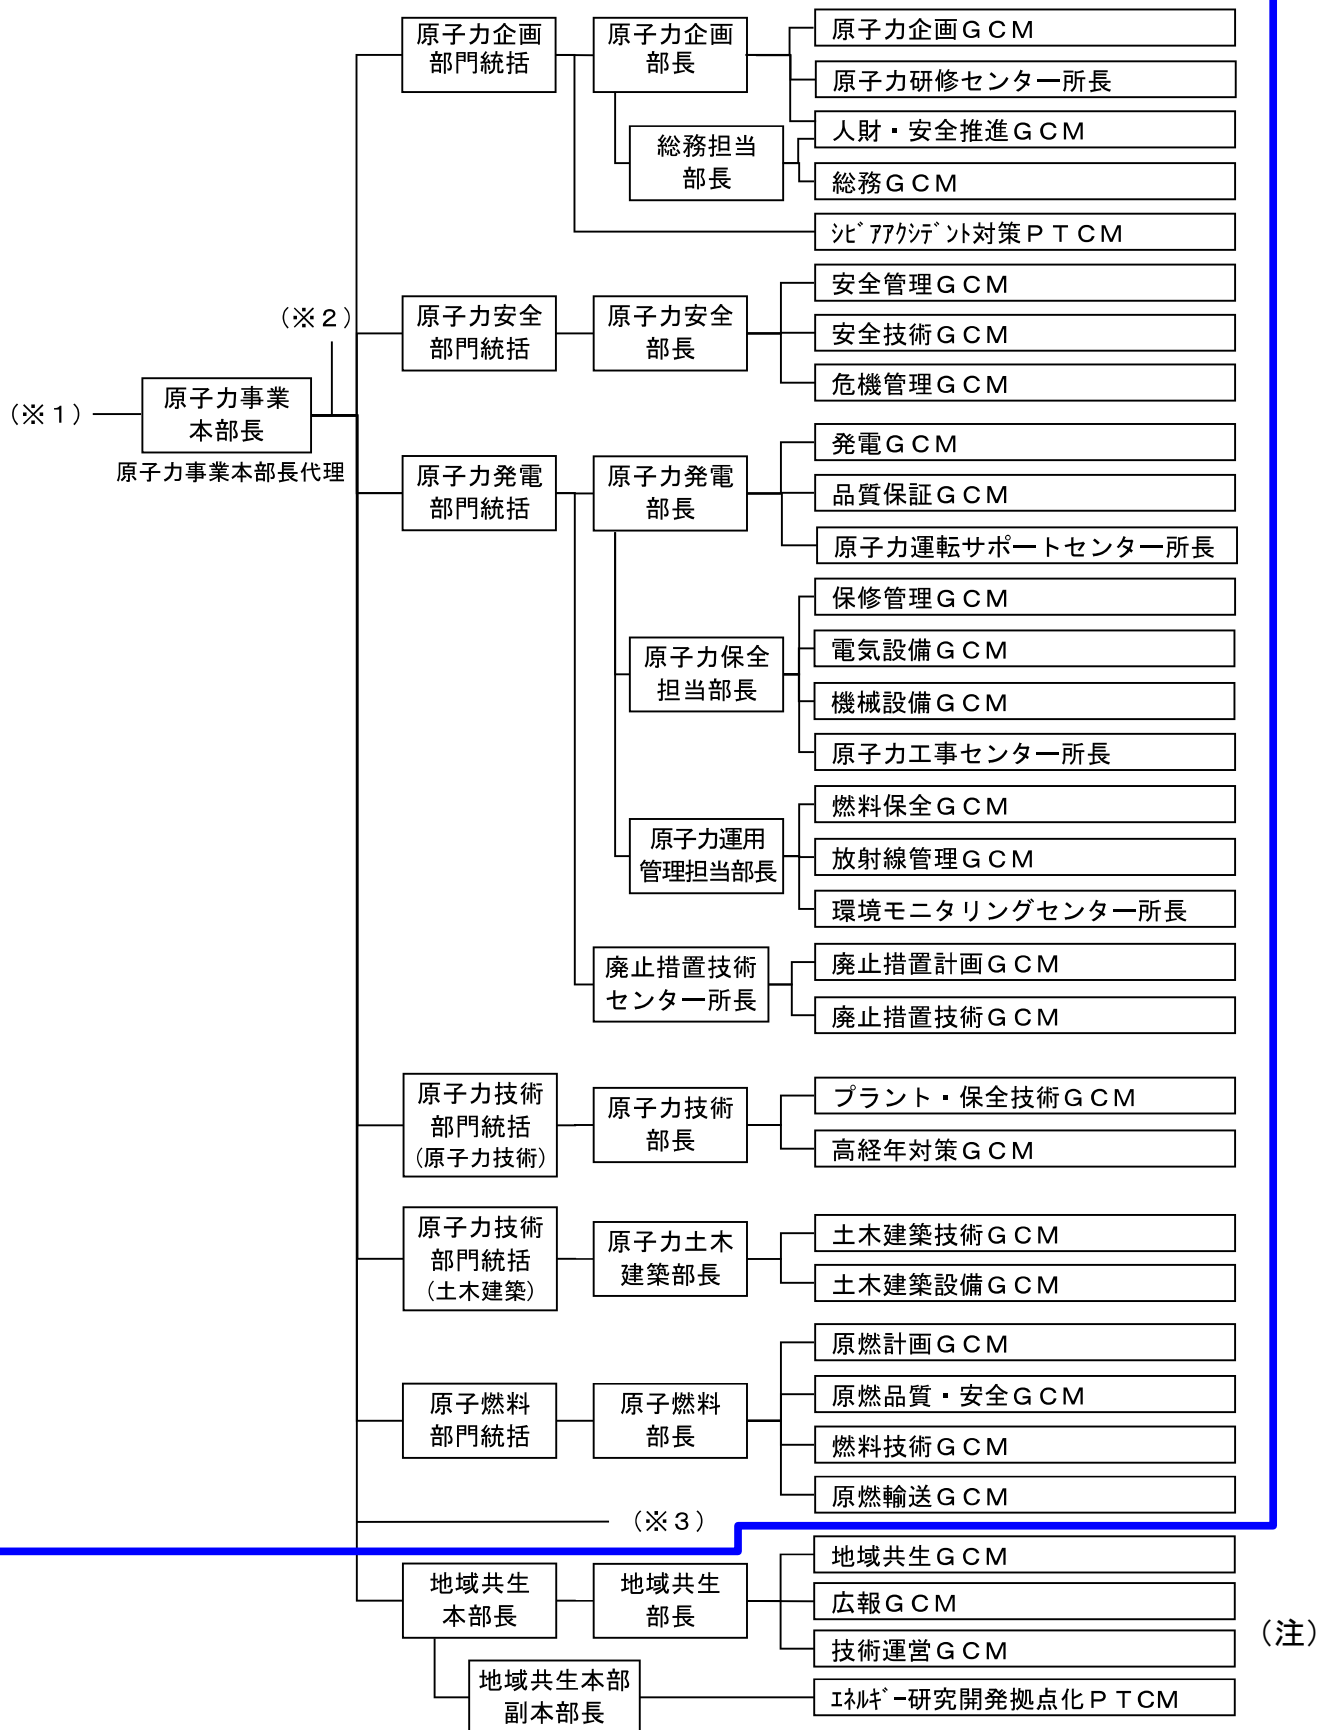 原子力企画
部門統括
原子力企画
部長
原子力企画ＧＣＭ
原子力研修センター所長
人財・安全推進ＧＣＭ
総務担当
部長
総務ＧＣＭ
ｼﾋﾞｱｱｸｼﾃﾞﾝﾄ対策ＰＴＣＭ
（※２）
原子力安全
部門統括
原子力安全
部長
安全管理ＧＣＭ
安全技術ＧＣＭ
危機管理ＧＣＭ
（※１）
原子力事業
本部長
原子力事業本部長代理
原子力発電
部門統括
原子力発電
部長
発電ＧＣＭ
品質保証ＧＣＭ
原子力運転サポートセンター所長
原子力保全
担当部長
保修管理ＧＣＭ
電気設備ＧＣＭ
機械設備ＧＣＭ
原子力工事センター所長
原子力運用
管理担当部長
燃料保全ＧＣＭ
放射線管理ＧＣＭ
環境モニタリングセンター所長
廃止措置技術
センター所長
廃止措置計画ＧＣＭ
廃止措置技術ＧＣＭ
原子力技術
部門統括
（原子力技術）
原子力技術
部長
プラント・保全技術ＧＣＭ
高経年対策ＧＣＭ
原子力技術
部門統括
（土木建築）
原子力土木
建築部長
土木建築技術ＧＣＭ
土木建築設備ＧＣＭ
原子燃料
部門統括
原子燃料
部長
原燃計画ＧＣＭ
原燃品質・安全ＧＣＭ
燃料技術ＧＣＭ
原燃輸送ＧＣＭ
（※３）
地域共生
本部長
地域共生
部長
地域共生ＧＣＭ
広報ＧＣＭ
技術運営ＧＣＭ
（注）
地域共生本部
副本部長
ｴﾈﾙｷﾞｰ研究開発拠点化ＰＴＣＭ